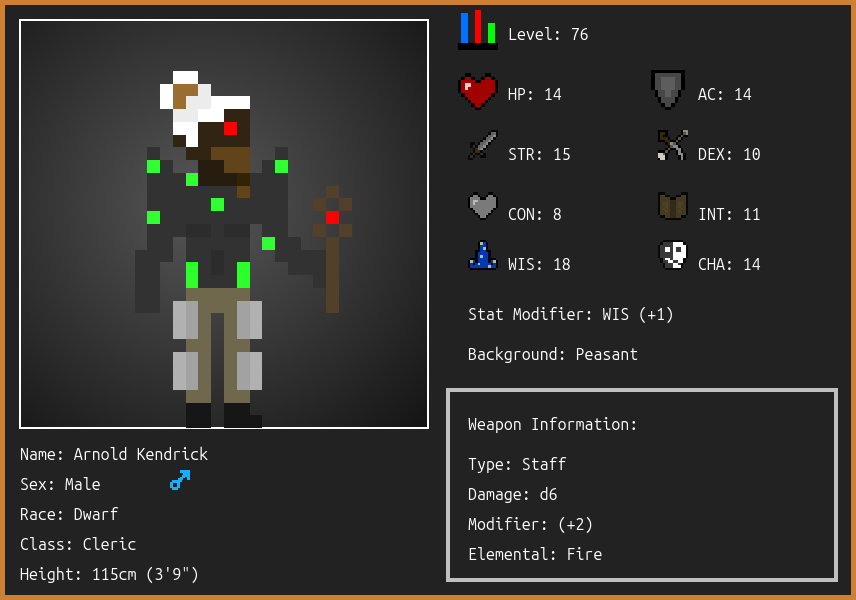 Level: 76
HP: 14
AC: 14
STR: 15
DEX: 10
CON: 8
INT: 11
WIS: 18
CHA: 14
Stat Modifier: WIS (+1)
Background: Peasant
Weapon Information:
Type: Staff
Damage: d6
Modifier: (+2)
Elemental: Fire
Name: Arnold Kendrick
Sex: Male
Race: Dwarf
Class: Cleric
Height: 115cm (3'9")